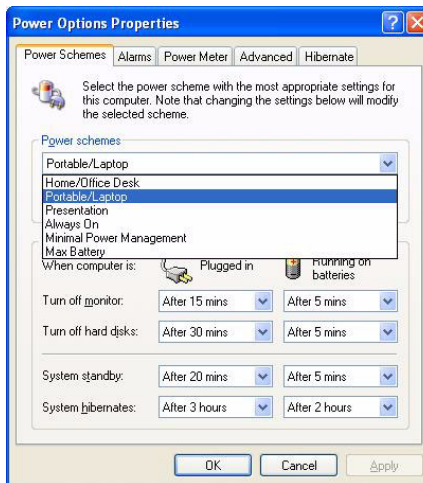 Power Options Properties
Power Schemes Alarms Power Meter Advanced Hibernate
Select the power scheme with the most appropriate settings for
this computer. Note that changing the settings below will modify
the selected scheme.
Power schemes
Portable/Laptop
Home/Office Desk
Portable/Laptop
Presentation
Always On
Minimal Power Management
Max Battery
When computer is: Plugged in Running on
batteries
Turn off monitor: After 15 mins After 5 mins
Turn off hard disks: After 30 mins After 5 mins
System standby: After 20 mins After 5 mins
System hibernates: After 3 hours After 2 hours
OK Cancel Apply